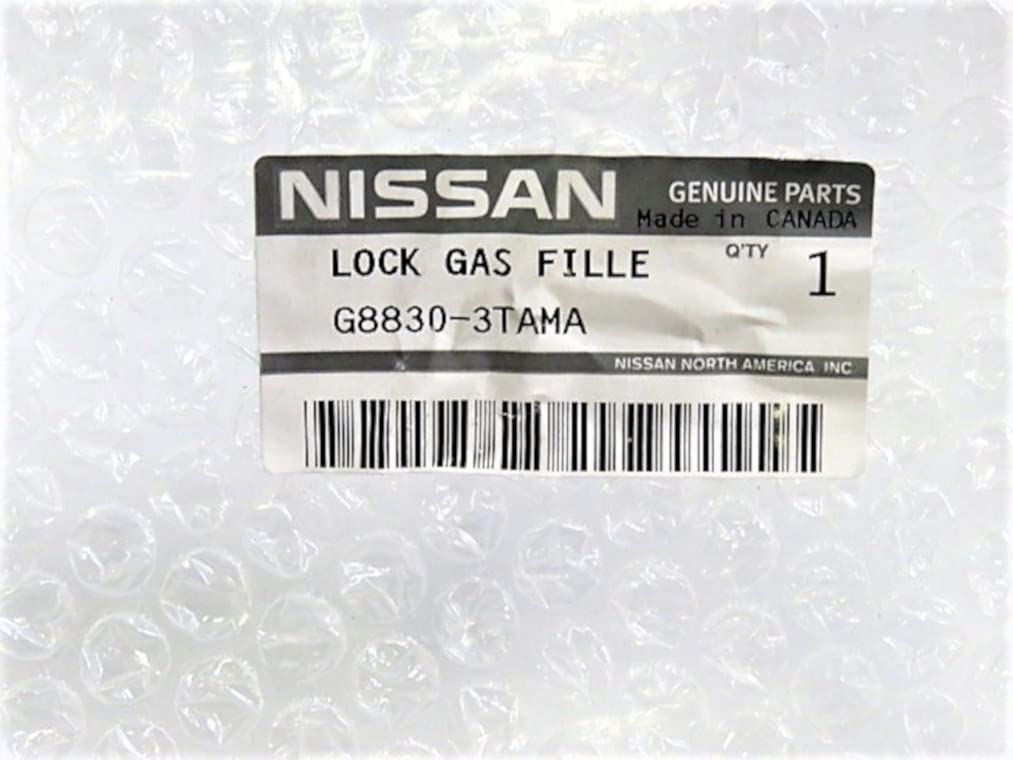 NISSAN GENUINE PARTS
Made in CANADA
LOCK GAS FILLE Q'TY 1
G8830-3TAMA
NISSAN NORTH AMERICA INC